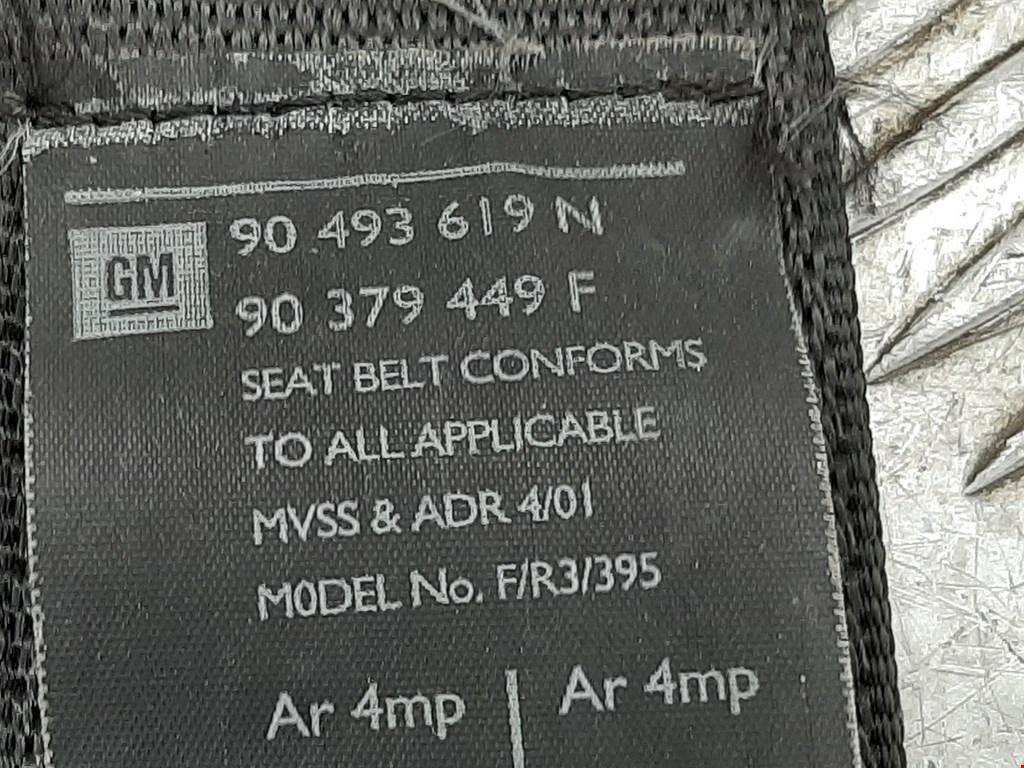 GM
90 493 619 N
90 379 449 F
SEAT BELT CONFORMS
TO ALL APPLICABLE
MVSS & ADR 4/01
MODEL No. F/R3/395
Ar 4mp | Ar 4mp